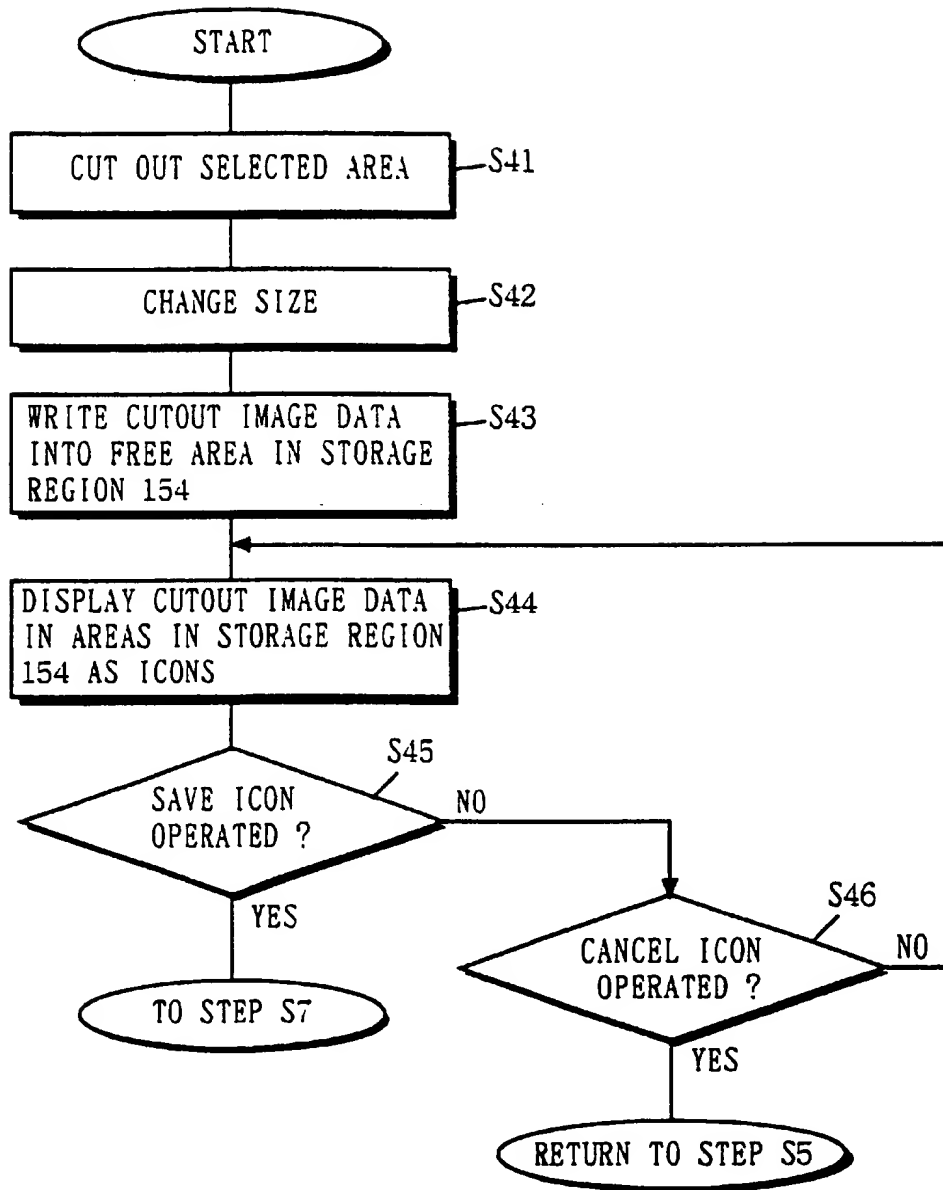 START
CUT OUT SELECTED AREA
S41
CHANGE SIZE
S42
WRITE CUTOUT IMAGE DATA
INTO FREE AREA IN STORAGE
REGION 154
S43
DISPLAY CUTOUT IMAGE DATA
IN AREAS IN STORAGE REGION
154 AS ICONS
S44
S45
SAVE ICON
OPERATED ?
NO
YES
TO STEP S7
S46
CANCEL ICON
OPERATED ?
NO
YES
RETURN TO STEP S5